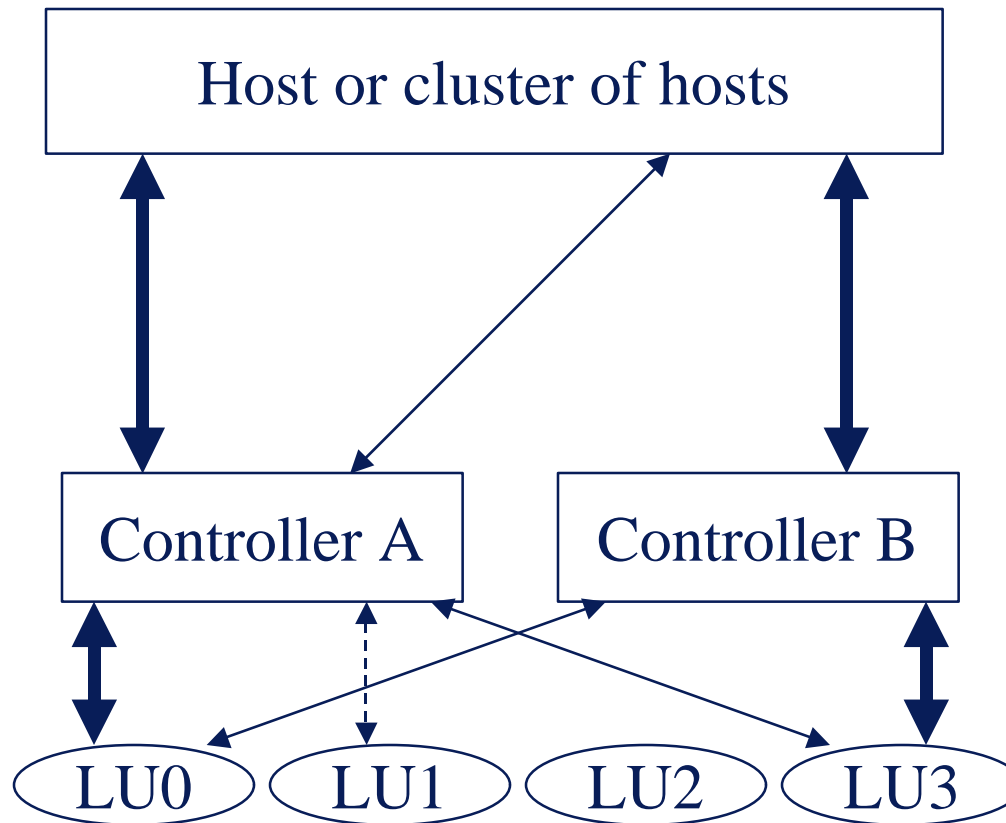 Host or cluster of hosts
Controller A
Controller B
LU0
LU1
LU2
LU3